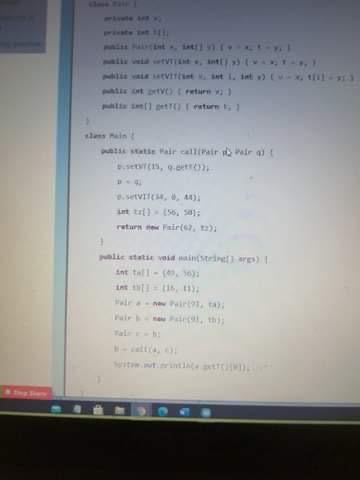 class Pair {
private int v;
private int t[];
public Pair(int x, int[] y) { v = x; t = y; }
public void setVT(int x, int[] y) { v = x; t = y; }
public void setVIT(int x, int i, int y) { v = x; t[i] = y; }
public int getV() { return v; }
public int[] getT() { return t; }
}
class Main {
public static Pair call(Pair p, Pair q) {
p.setVT(15, q.getT());
p = q;
p.setVIT(34, 0, 44);
int tz[] = {56, 50};
return new Pair(62, tz);
}
public static void main(String[] args) {
int ta[] = {49, 56};
int tb[] = {16, 11};
Pair a = new Pair(91, ta);
Pair b = new Pair(91, tb);
Pair c = b;
b = call(a, c);
System.out.println(a.getT()[0]);
}
Stop Share